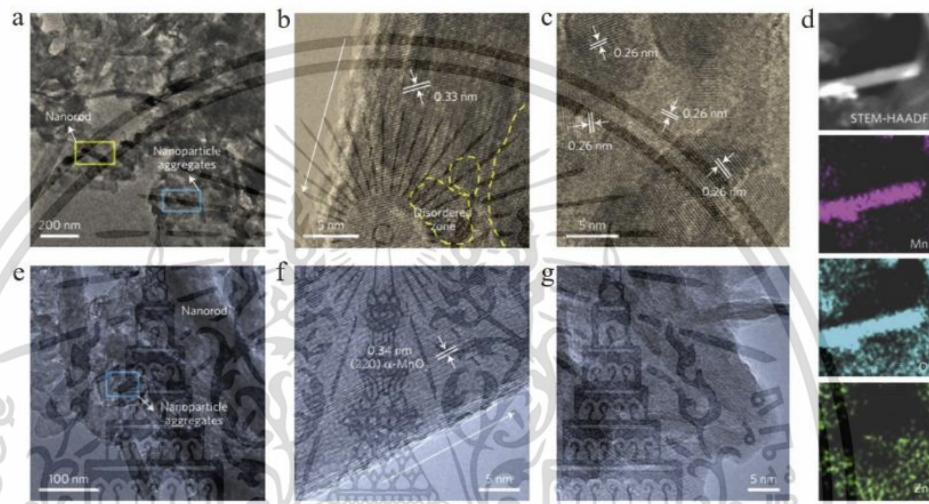 a
Nanorod
Nanoparticle
aggregates
200 nm
b
0.33 nm
Disordered
zone
5 nm
c
0.26 nm
0.26 nm
0.26 nm
0.26 nm
5 nm
d
STEM-HAADF
Mn
O
Zn
e
Nanorod
Nanoparticle
aggregates
100 nm
f
0.34 nm
(220) α-MnO
5 nm
g
5 nm